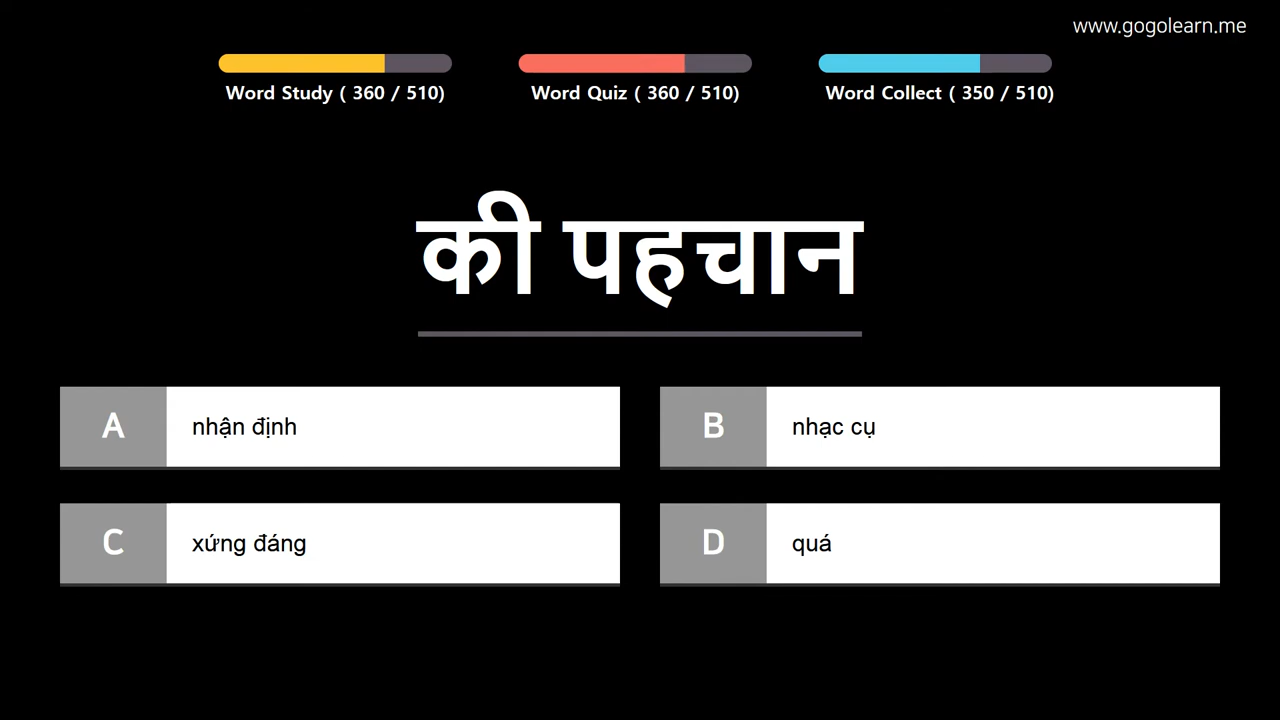 www.gogolearn.me
Word Study ( 360 / 510)
Word Quiz ( 360 / 510)
Word Collect ( 350 / 510)
की पहचान
A nhận định
B nhạc cụ
C xứng đáng
D quá